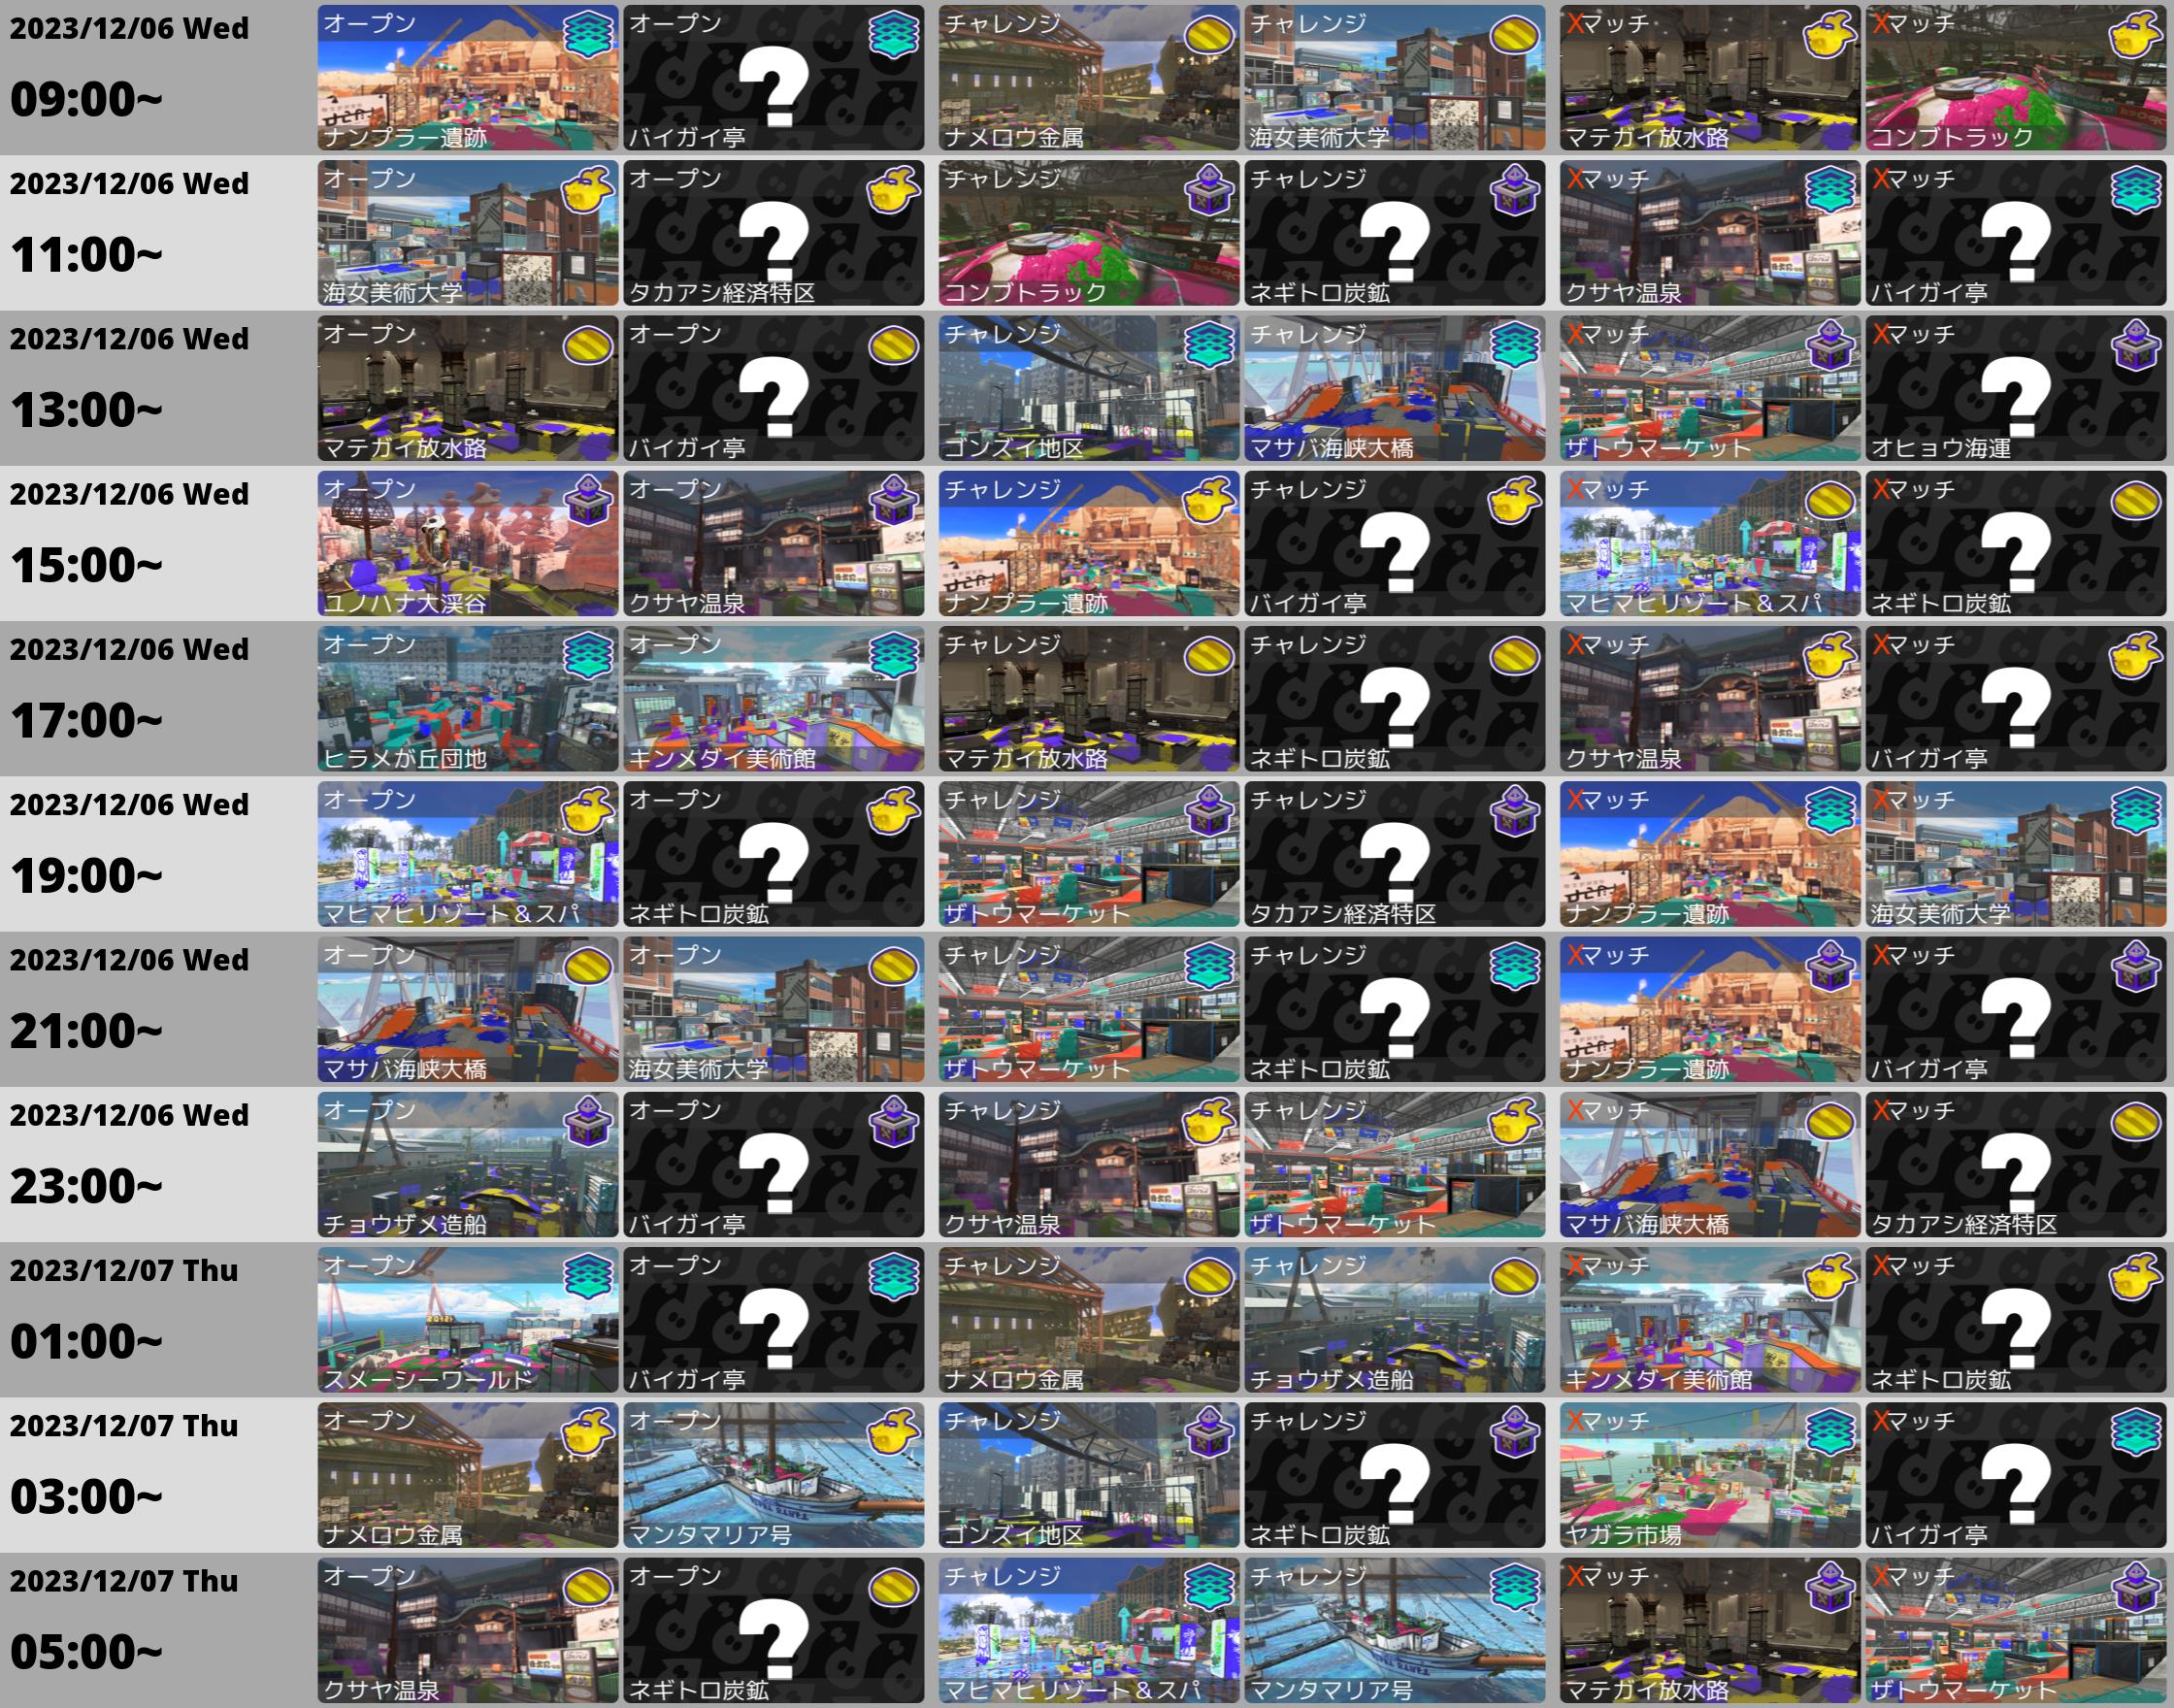 2023/12/06 Wed
09:00~
オープン
ナンプラー遺跡
オープン
バイガイ亭
チャレンジ
ナメロウ金属
チャレンジ
海女美術大学
Xマッチ
マテガイ放水路
Xマッチ
コンブトラック
2023/12/06 Wed
11:00~
オープン
海女美術大学
オープン
タカアシ経済特区
チャレンジ
コンブトラック
チャレンジ
ネギトロ炭鉱
Xマッチ
クサヤ温泉
Xマッチ
バイガイ亭
2023/12/06 Wed
13:00~
オープン
マテガイ放水路
オープン
バイガイ亭
チャレンジ
ゴンズイ地区
チャレンジ
マサバ海峡大橋
Xマッチ
ザトウマーケット
Xマッチ
オヒョウ海運
2023/12/06 Wed
15:00~
オープン
ユノハナ大渓谷
オープン
クサヤ温泉
チャレンジ
ナンプラー遺跡
チャレンジ
バイガイ亭
Xマッチ
マヒマヒリゾート＆スパ
Xマッチ
ネギトロ炭鉱
2023/12/06 Wed
17:00~
オープン
ヒラメが丘団地
オープン
キンメダイ美術館
チャレンジ
マテガイ放水路
チャレンジ
ネギトロ炭鉱
Xマッチ
クサヤ温泉
Xマッチ
バイガイ亭
2023/12/06 Wed
19:00~
オープン
マヒマヒリゾート＆スパ
オープン
ネギトロ炭鉱
チャレンジ
ザトウマーケット
チャレンジ
タカアシ経済特区
Xマッチ
ナンプラー遺跡
Xマッチ
海女美術大学
2023/12/06 Wed
21:00~
オープン
マサバ海峡大橋
オープン
海女美術大学
チャレンジ
ザトウマーケット
チャレンジ
ネギトロ炭鉱
Xマッチ
ナンプラー遺跡
Xマッチ
バイガイ亭
2023/12/06 Wed
23:00~
オープン
チョウザメ造船
オープン
バイガイ亭
チャレンジ
クサヤ温泉
チャレンジ
ザトウマーケット
Xマッチ
マサバ海峡大橋
Xマッチ
タカアシ経済特区
2023/12/07 Thu
01:00~
オープン
スメーシーワールド
オープン
バイガイ亭
チャレンジ
ナメロウ金属
チャレンジ
チョウザメ造船
Xマッチ
キンメダイ美術館
Xマッチ
ネギトロ炭鉱
2023/12/07 Thu
03:00~
オープン
ナメロウ金属
オープン
マンタマリア号
チャレンジ
ゴンズイ地区
チャレンジ
ネギトロ炭鉱
Xマッチ
ヤガラ市場
Xマッチ
バイガイ亭
2023/12/07 Thu
05:00~
オープン
クサヤ温泉
オープン
ネギトロ炭鉱
チャレンジ
マヒマヒリゾート＆スパ
チャレンジ
マンタマリア号
Xマッチ
マテガイ放水路
Xマッチ
ザトウマーケット